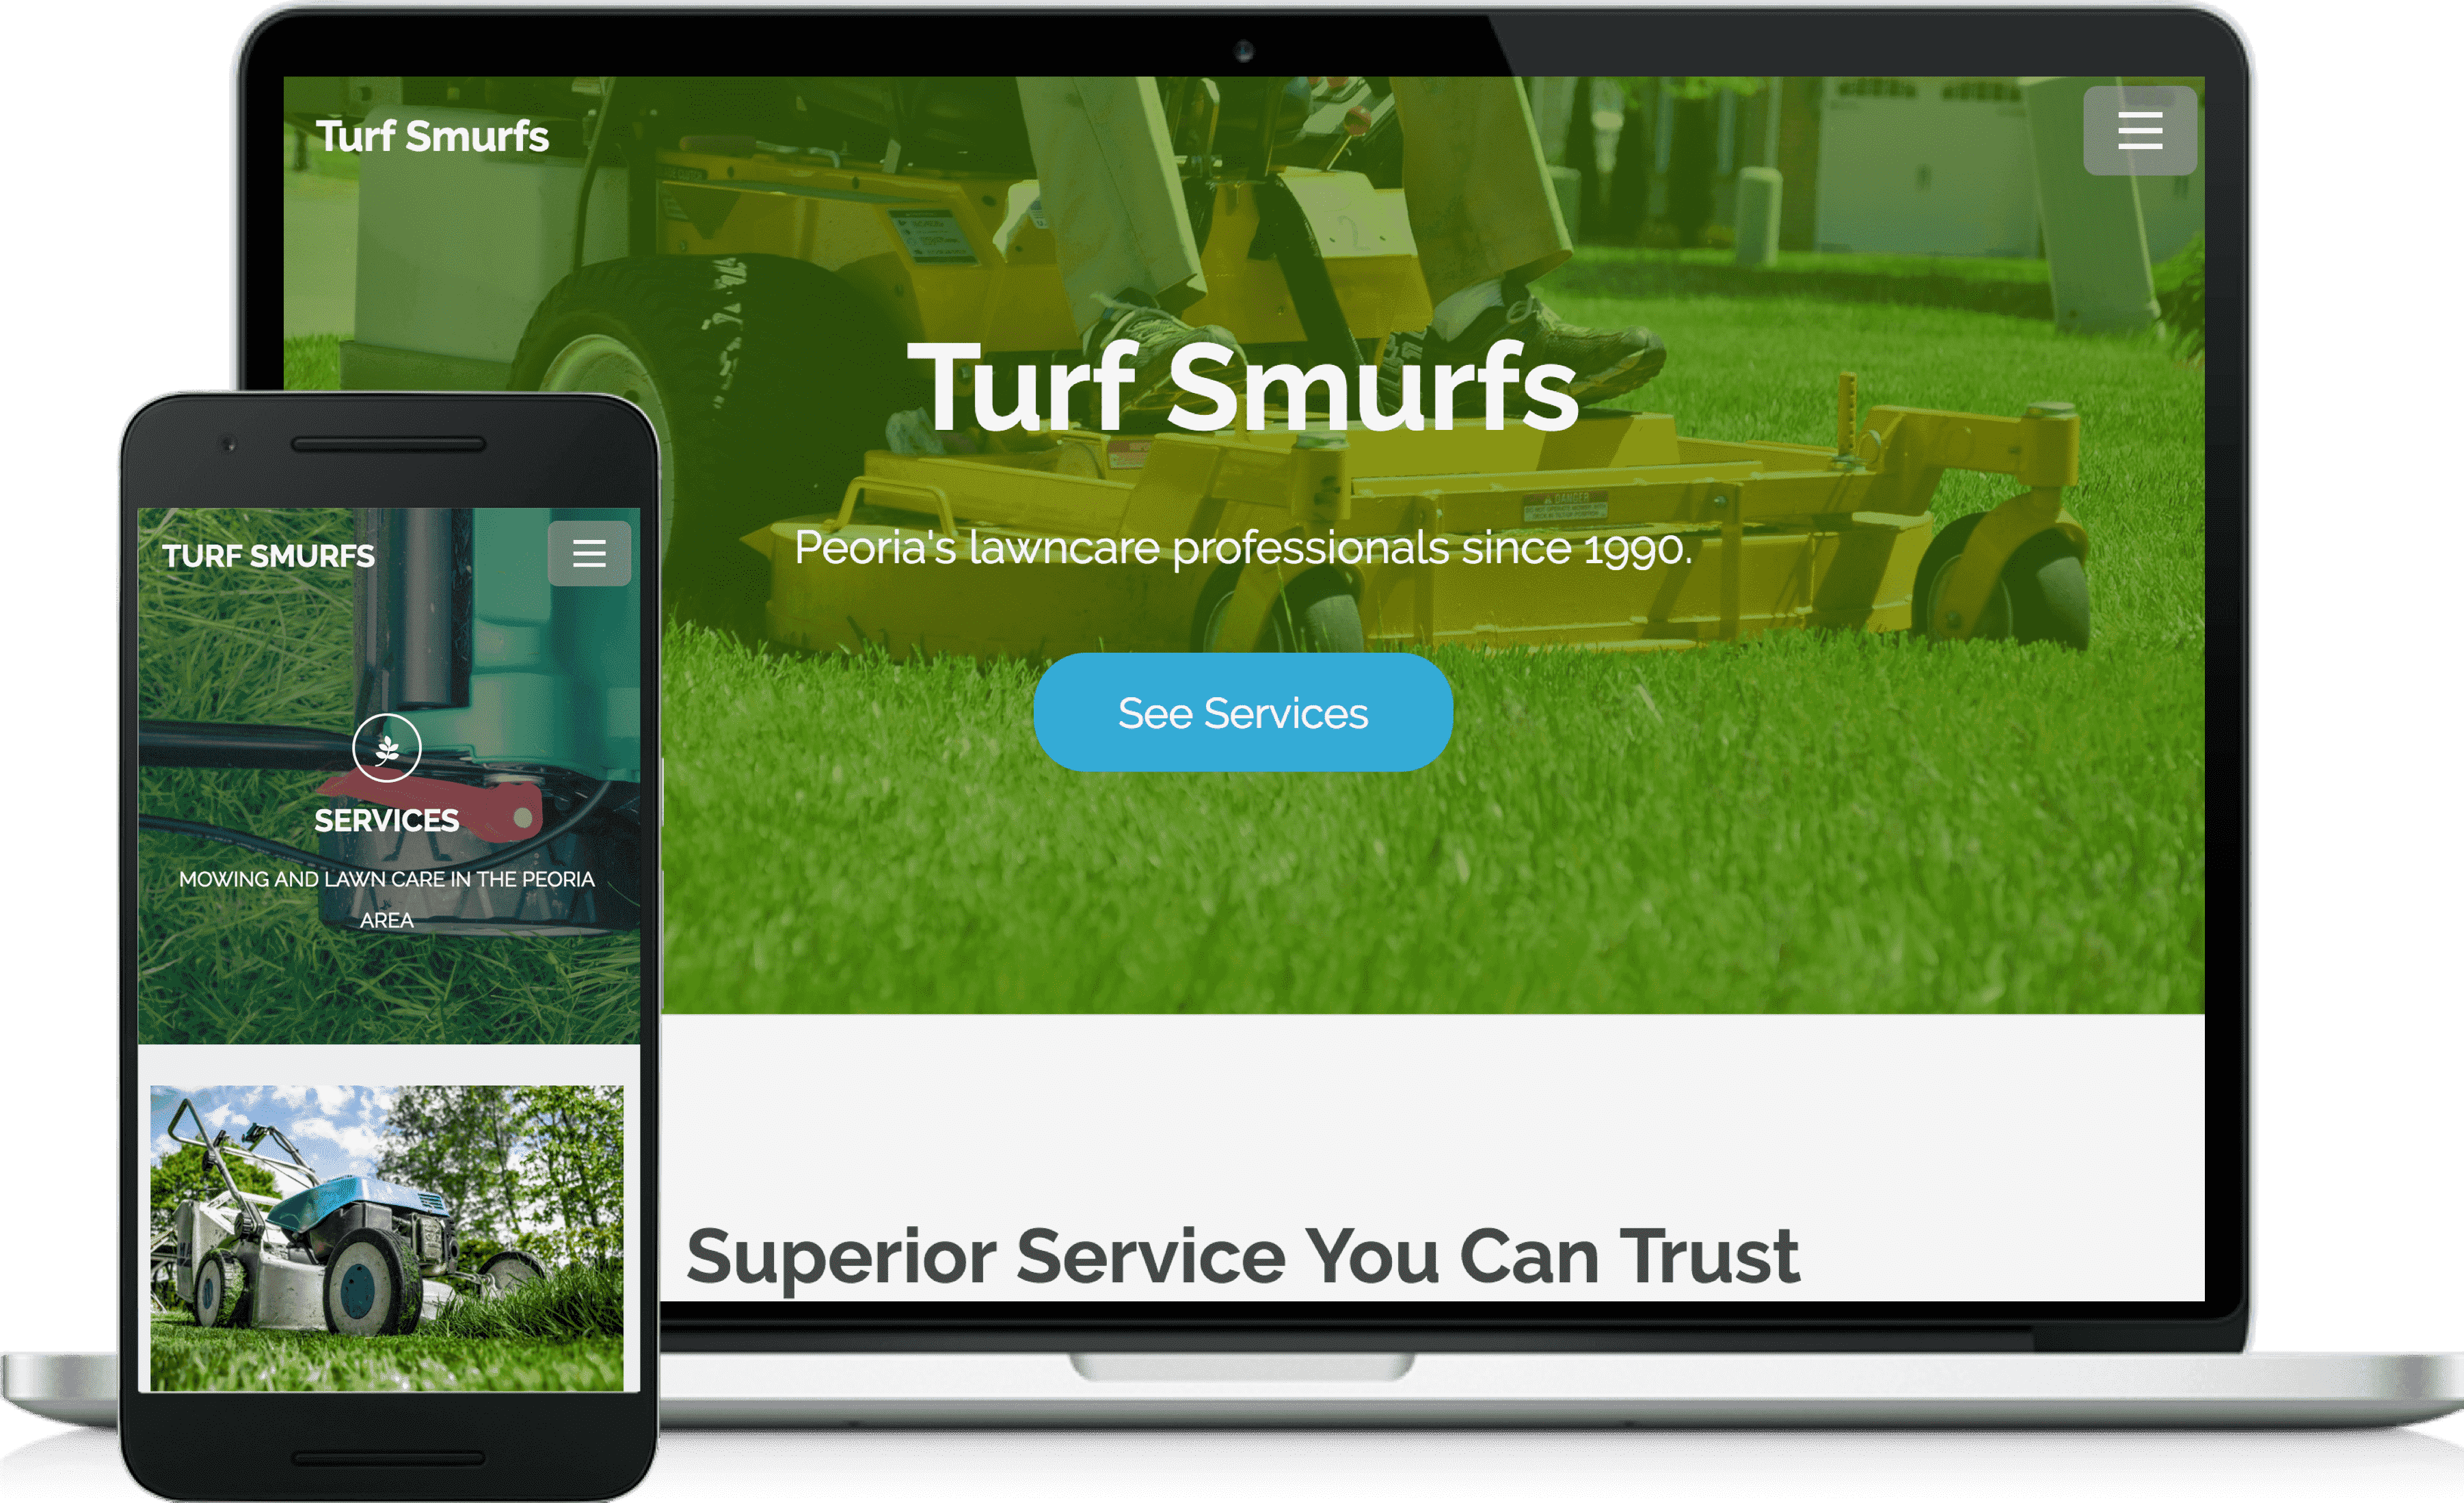 Turf Smurfs
Turf Smurfs
Peoria's lawncare professionals since 1990.
See Services
Superior Service You Can Trust
TURF SMURFS
SERVICES
MOWING AND LAWN CARE IN THE PEORIA
AREA
DANGER